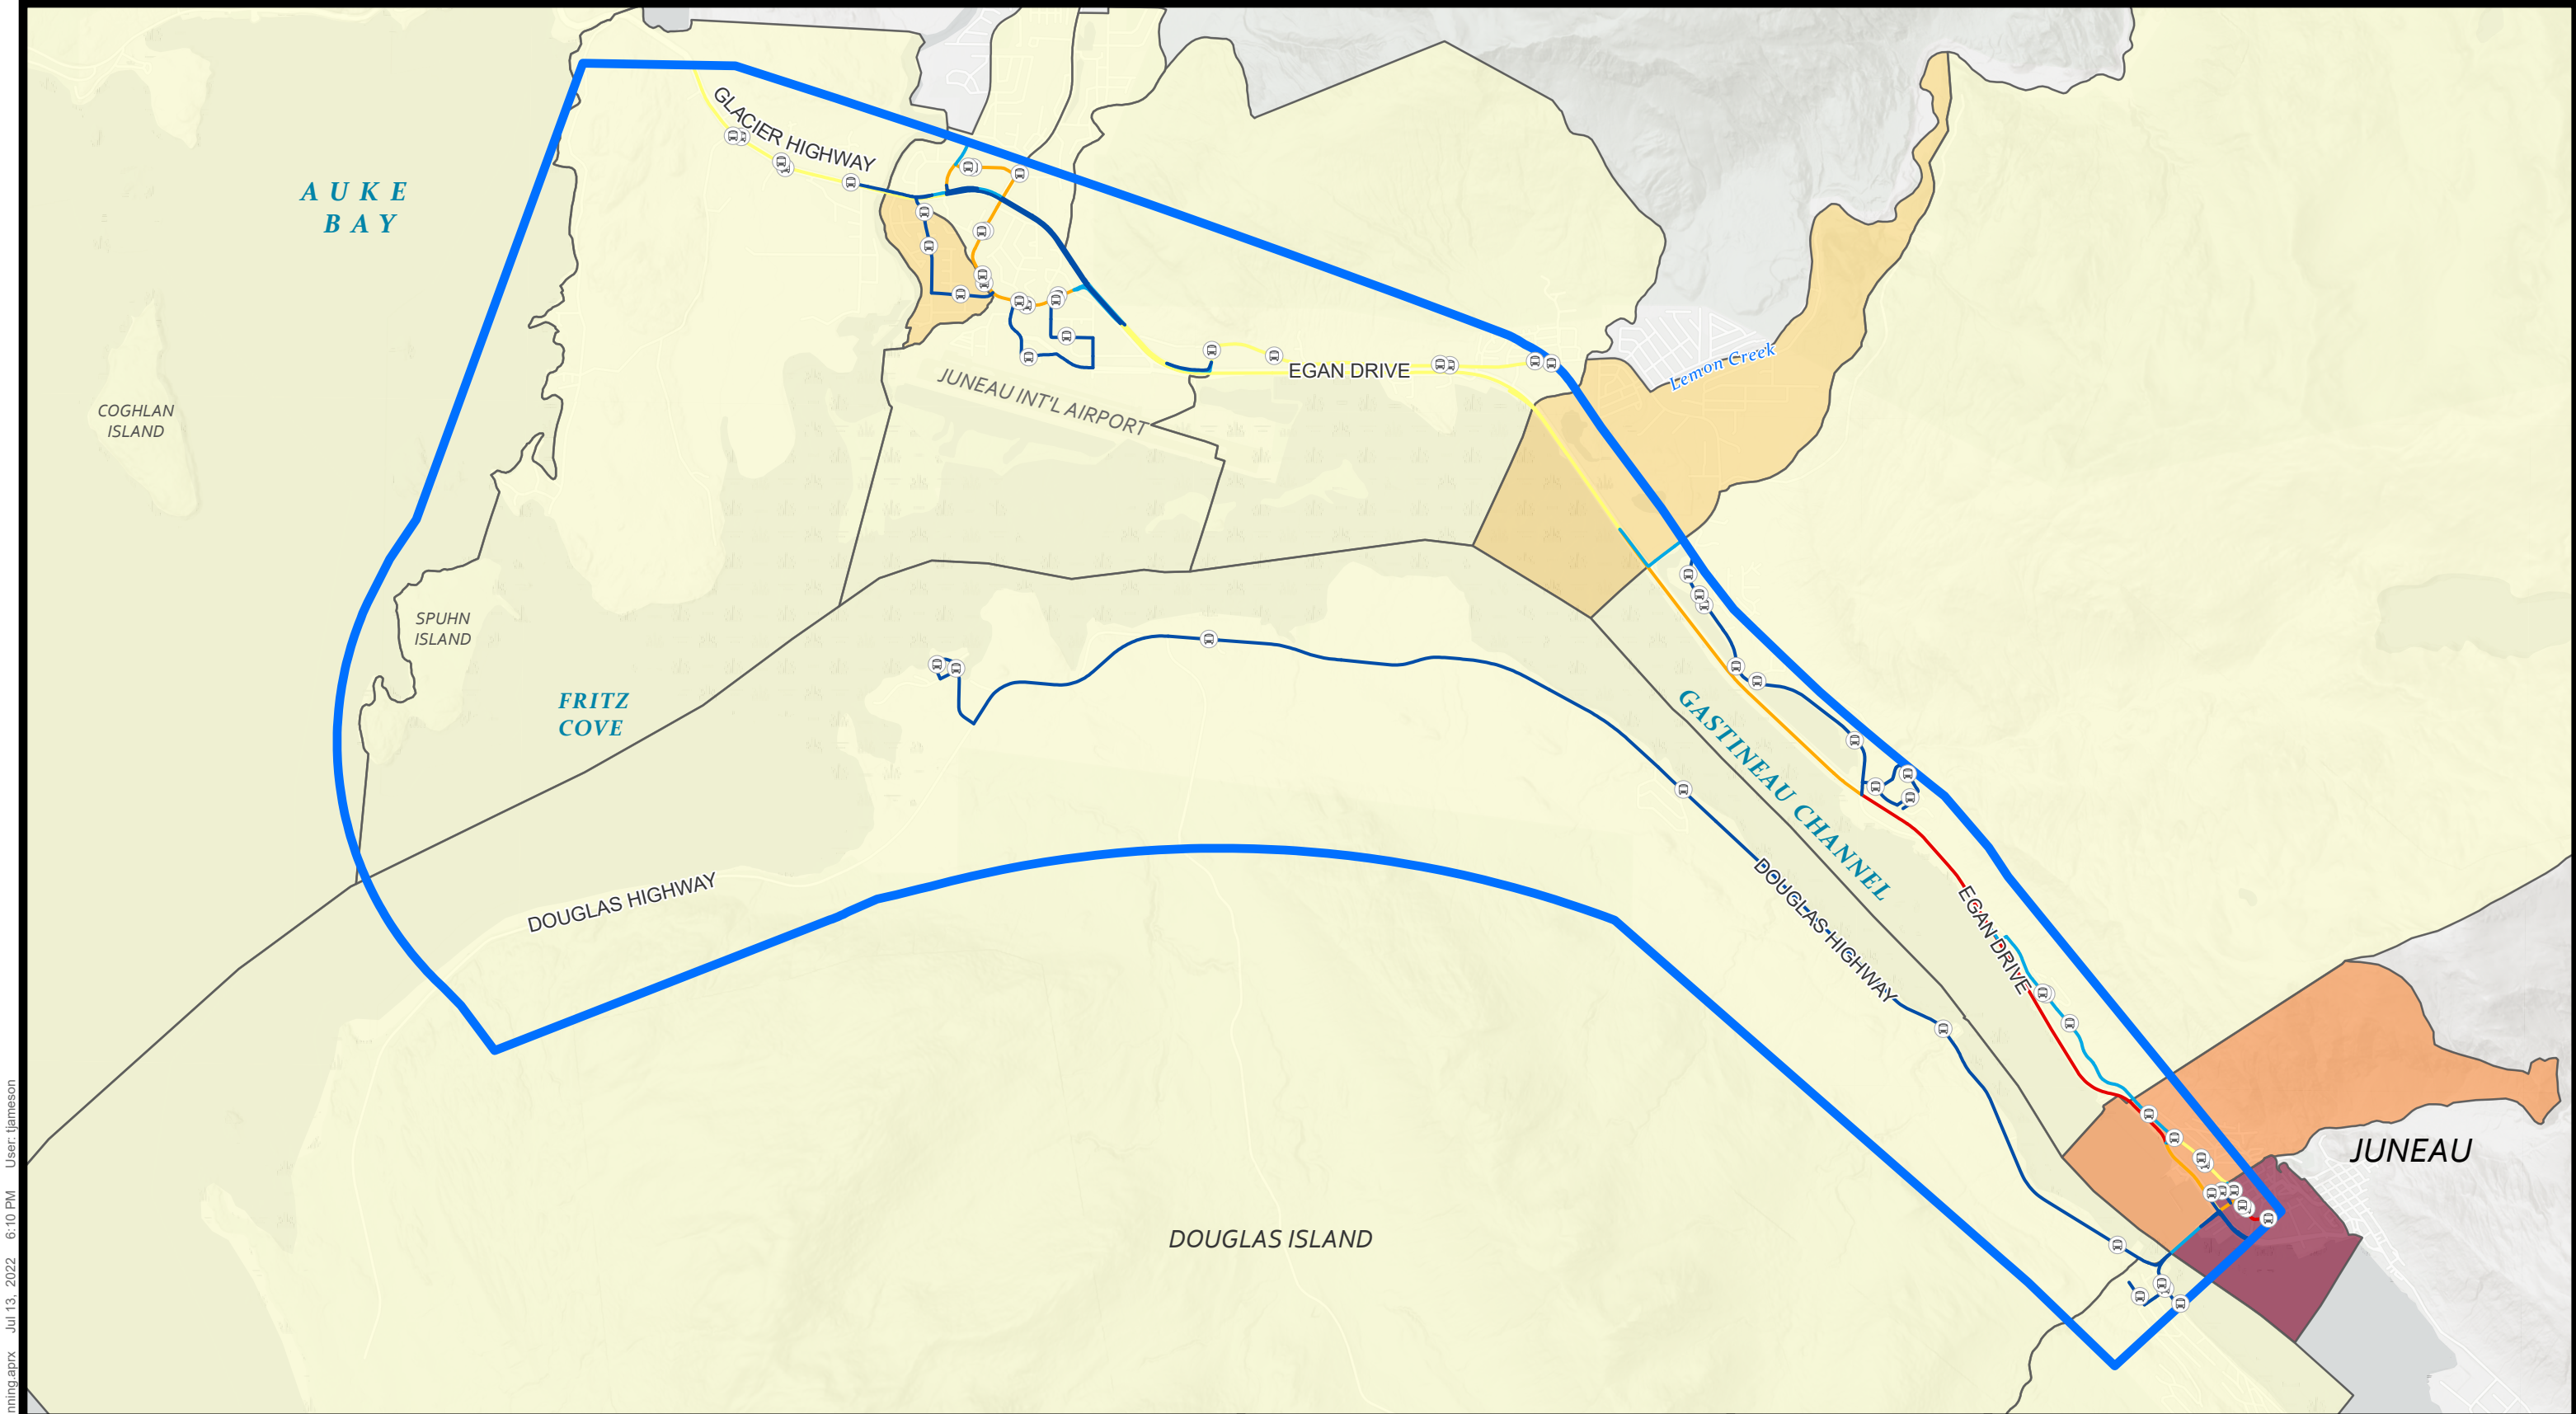 GLACIER HIGHWAY
AUKE
BAY
EGAN DRIVE
Lemon Creek
JUNEAU INT'L AIRPORT
COGHLAN
ISLAND
SPUHN
ISLAND
FRITZ
COVE
GASTINEAU CHANNEL
DOUGLAS HIGHWAY
DOUGLAS HIGHWAY
EGAN DRIVE
JUNEAU
DOUGLAS ISLAND
nning.aprx Jul 13, 2022 6:10 PM User: tjameson